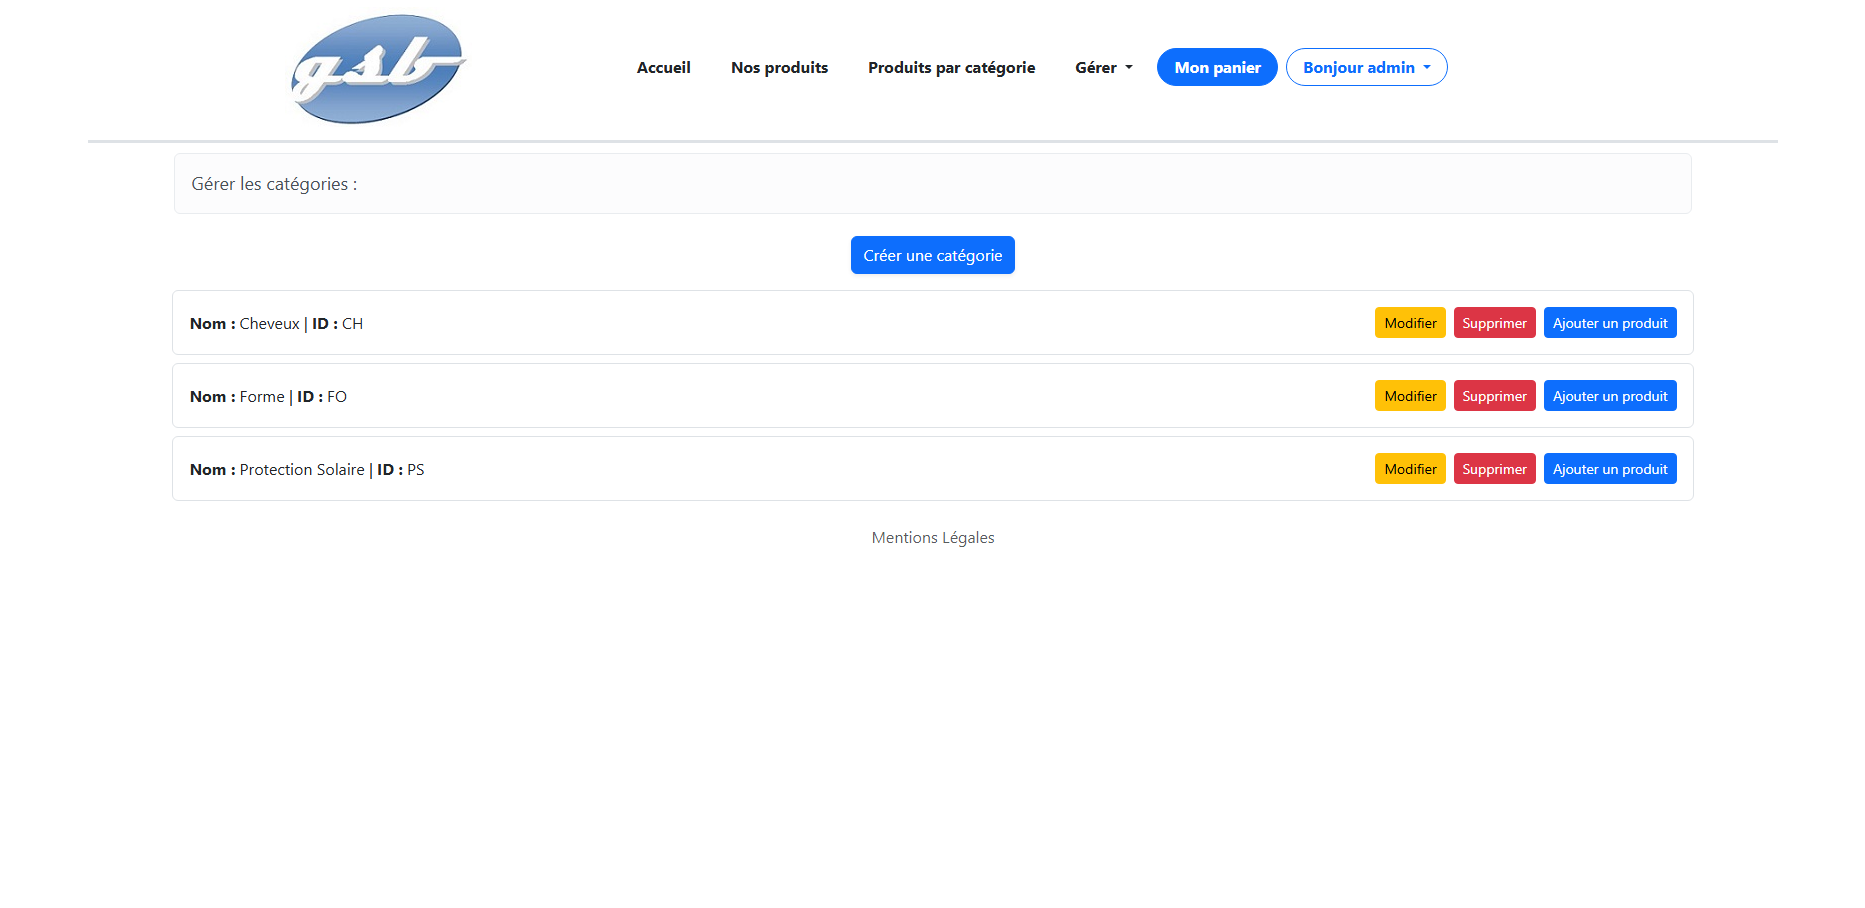 gsb
Accueil Nos produits Produits par catégorie Gérer Mon panier Bonjour admin
Gérer les catégories :
Créer une catégorie
Nom : Cheveux | ID : CH Modifier Supprimer Ajouter un produit
Nom : Forme | ID : FO Modifier Supprimer Ajouter un produit
Nom : Protection Solaire | ID : PS Modifier Supprimer Ajouter un produit
Mentions Légales